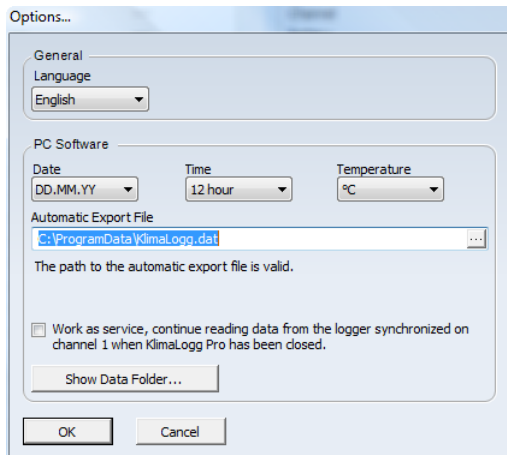 Options...
General
Language
English
PC Software
Date Time Temperature
DD.MM.YY 12 hour ºC
Automatic Export File
C:\ProgramData\KlimaLogg.dat ...
The path to the automatic export file is valid.
Work as service, continue reading data from the logger synchronized on
channel 1 when KlimaLogg Pro has been closed.
Show Data Folder...
OK Cancel